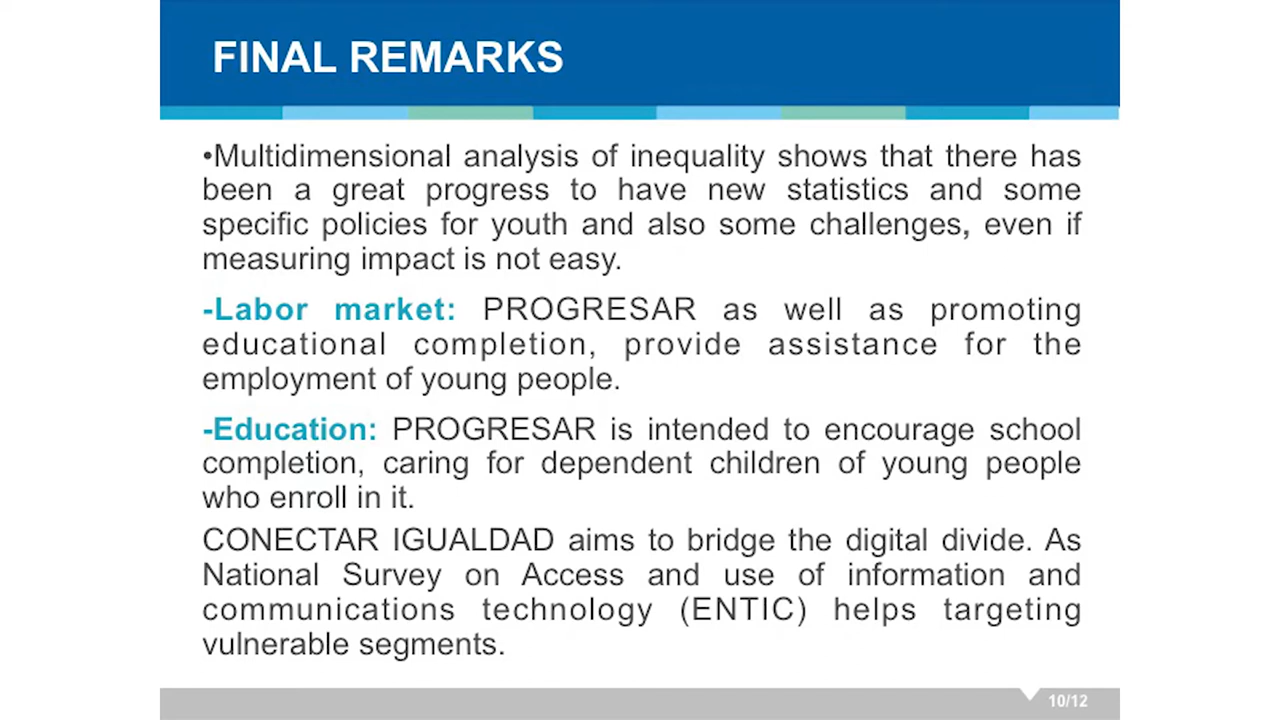 FINAL REMARKS
•Multidimensional analysis of inequality shows that there has
been a great progress to have new statistics and some
specific policies for youth and also some challenges, even if
measuring impact is not easy.
-Labor market: PROGRESAR as well as promoting
educational completion, provide assistance for the
employment of young people.
-Education: PROGRESAR is intended to encourage school
completion, caring for dependent children of young people
who enroll in it.
CONECTAR IGUALDAD aims to bridge the digital divide. As
National Survey on Access and use of information and
communications technology (ENTIC) helps targeting
vulnerable segments.
10/12